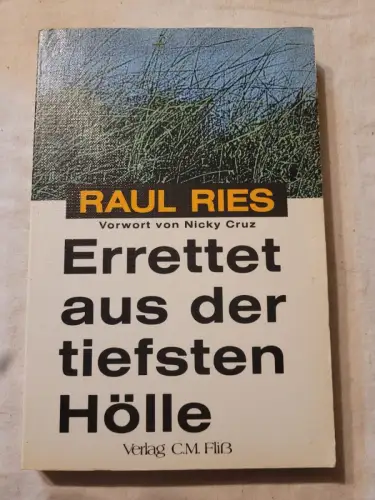 RAUL RIES
Vorwort von Nicky Cruz
Errettet
aus der
tiefsten
Hölle
Verlag C.M. Fliß